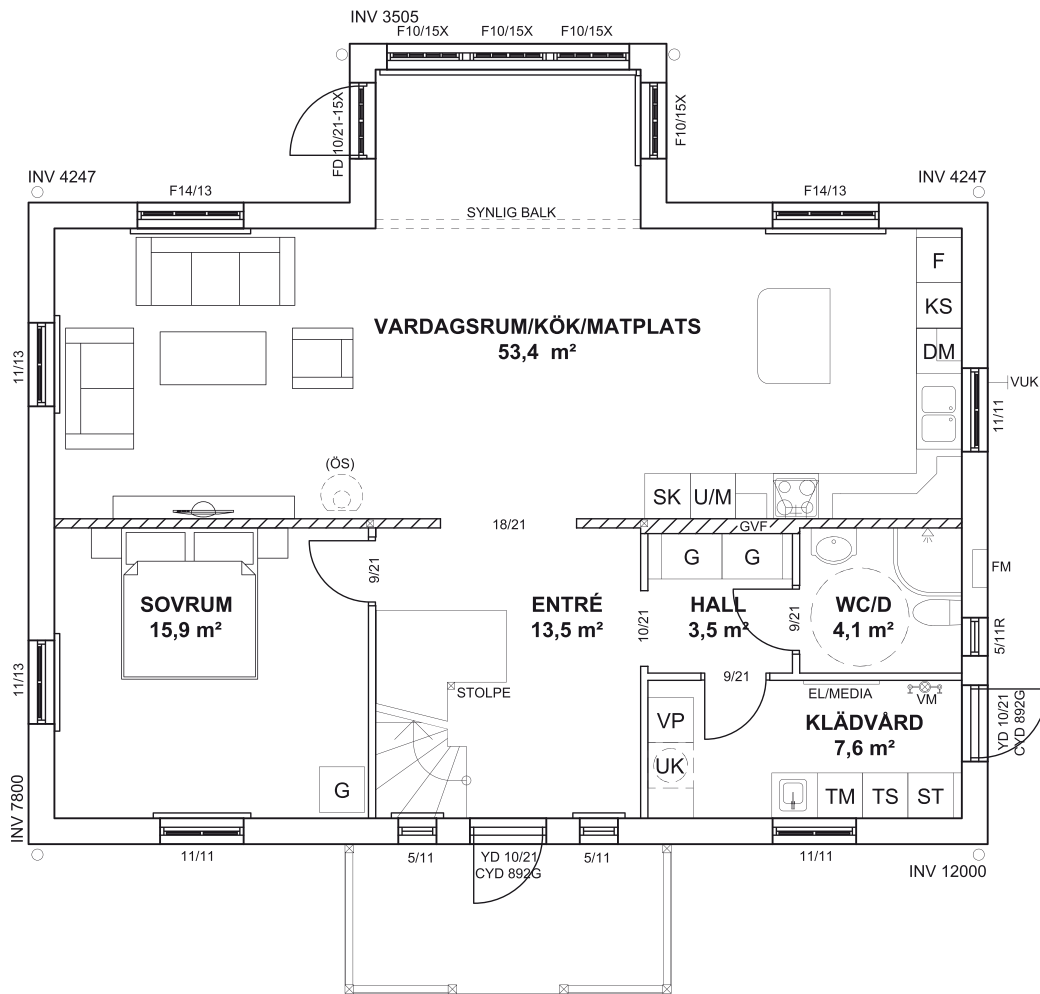 INV 3505
F10/15X
F10/15X
F10/15X
FD 10/21-15X
F10/15X
INV 4247
F14/13
F14/13
INV 4247
SYNLIG BALK
F
KS
DM
VARDAGSRUM/KÖK/MATPLATS
53,4 m²
11/13
VUK
11/11
(ÖS)
SK
U/M
18/21
GVF
G
G
FM
9/21
SOVRUM
15,9 m²
ENTRÉ
13,5 m²
10/21
HALL
3,5 m²
9/21
WC/D
4,1 m²
5/11R
11/13
STOLPE
9/21
EL/MEDIA
VM
VP
KLÄDVÅRD
7,6 m²
YD 10/21
CYD 892G
UK
G
TM
TS
ST
INV 7800
11/11
5/11
YD 10/21
CYD 892G
5/11
11/11
INV 12000